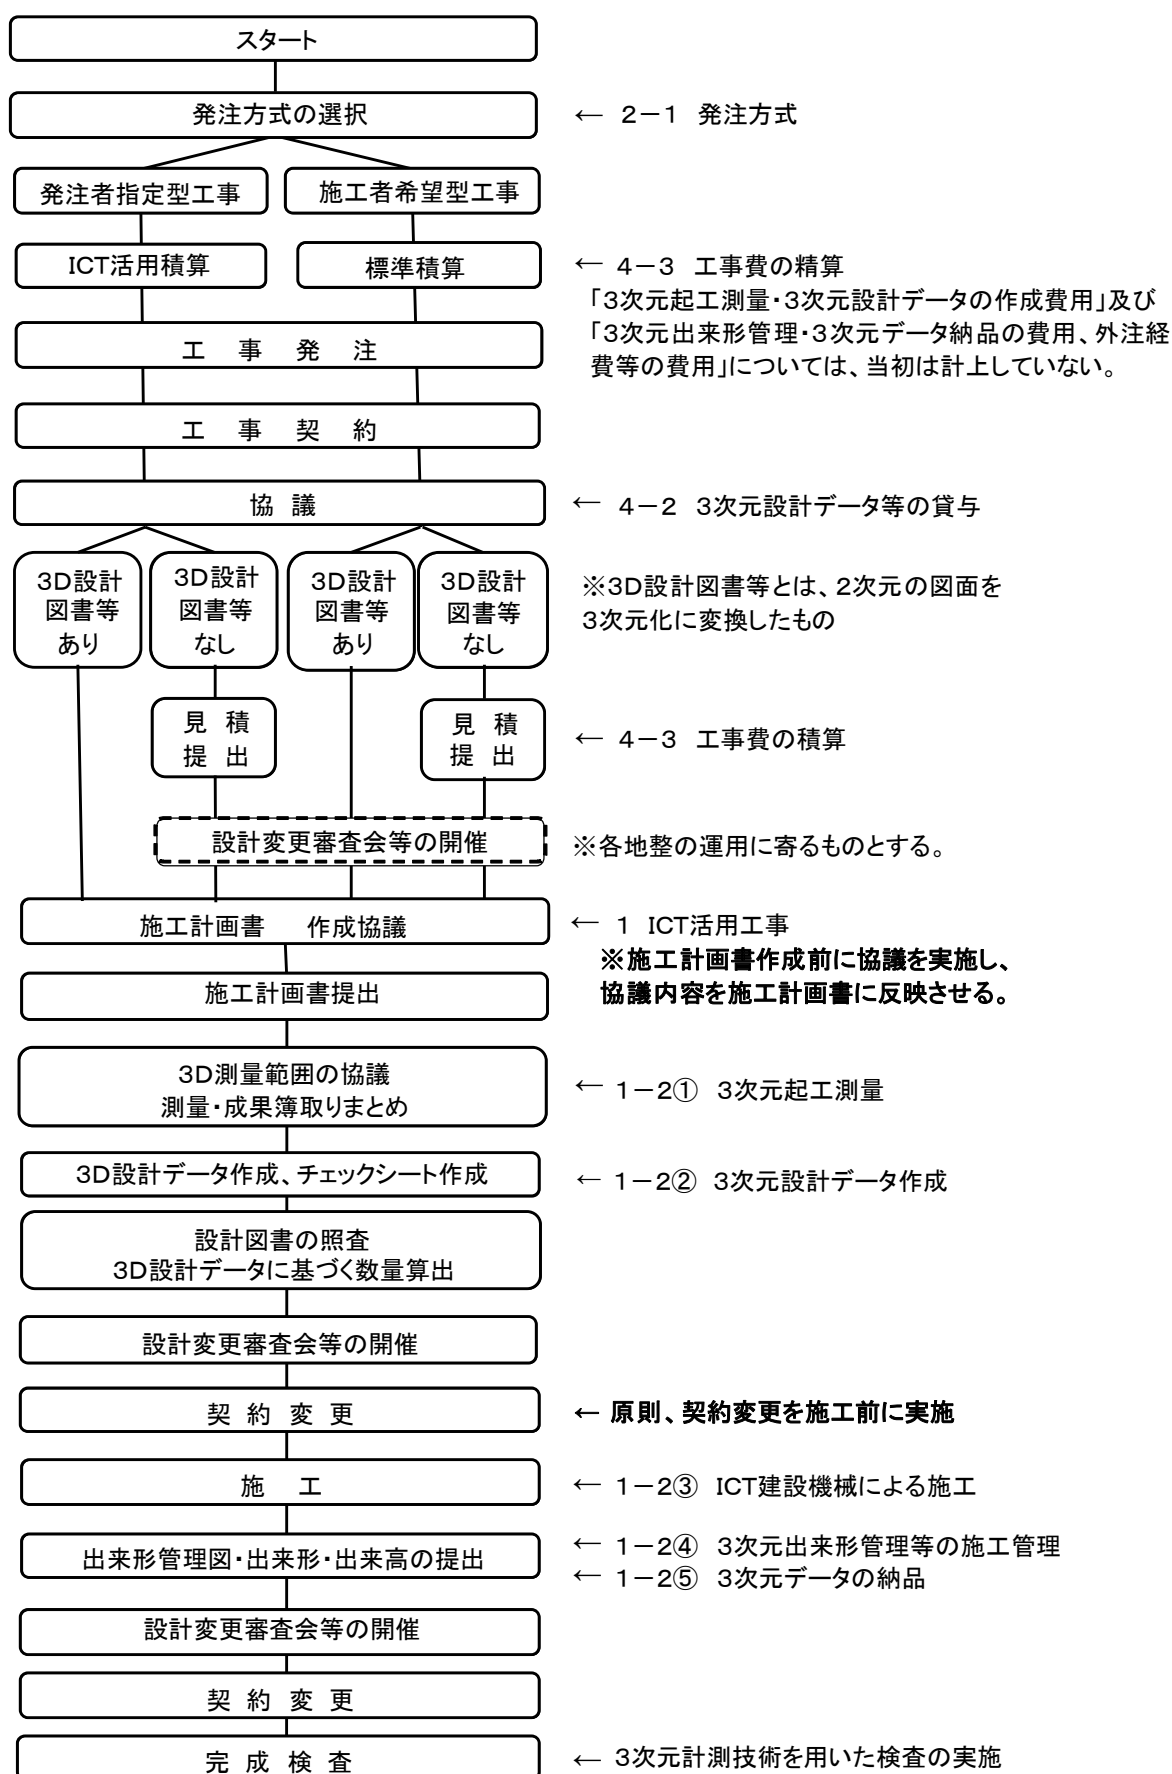 スタート
発注方式の選択
← 2－1 発注方式
発注者指定型工事
施工者希望型工事
ICT活用積算
標準積算
← 4－3 工事費の精算
「3次元起工測量・3次元設計データの作成費用」及び
「3次元出来形管理・3次元データ納品の費用、外注経
費等の費用」については、当初は計上していない。
工 事 発 注
工 事 契 約
協 議
← 4－2 3次元設計データ等の貸与
3D設計
図書等
あり
3D設計
図書等
なし
3D設計
図書等
あり
3D設計
図書等
なし
※3D設計図書等とは、2次元の図面を
3次元化に変換したもの
見 積
提 出
見 積
提 出
← 4－3 工事費の積算
設計変更審査会等の開催
※各地整の運用に寄るものとする。
施工計画書 作成協議
← 1 ICT活用工事
※施工計画書作成前に協議を実施し、
協議内容を施工計画書に反映させる。
施工計画書提出
3D測量範囲の協議
測量・成果簿取りまとめ
← 1－2① 3次元起工測量
3D設計データ作成、チェックシート作成
← 1－2② 3次元設計データ作成
設計図書の照査
3D設計データに基づく数量算出
設計変更審査会等の開催
契 約 変 更
← 原則、契約変更を施工前に実施
施 工
← 1－2③ ICT建設機械による施工
出来形管理図・出来形・出来高の提出
← 1－2④ 3次元出来形管理等の施工管理
← 1－2⑤ 3次元データの納品
設計変更審査会等の開催
契 約 変 更
完 成 検 査
← 3次元計測技術を用いた検査の実施